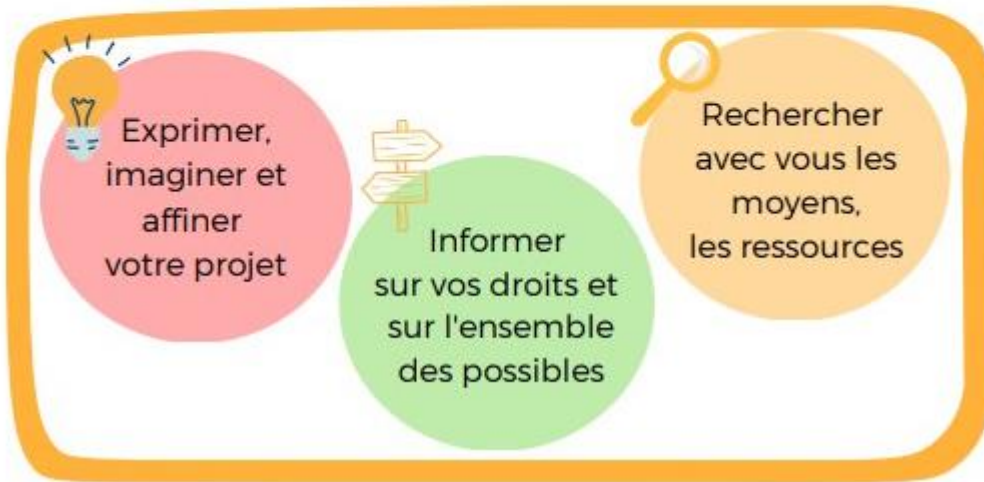 Exprimer,
imaginer et
affiner
votre projet
Informer
sur vos droits et
sur l'ensemble
des possibles
Rechercher
avec vous les
moyens,
les ressources